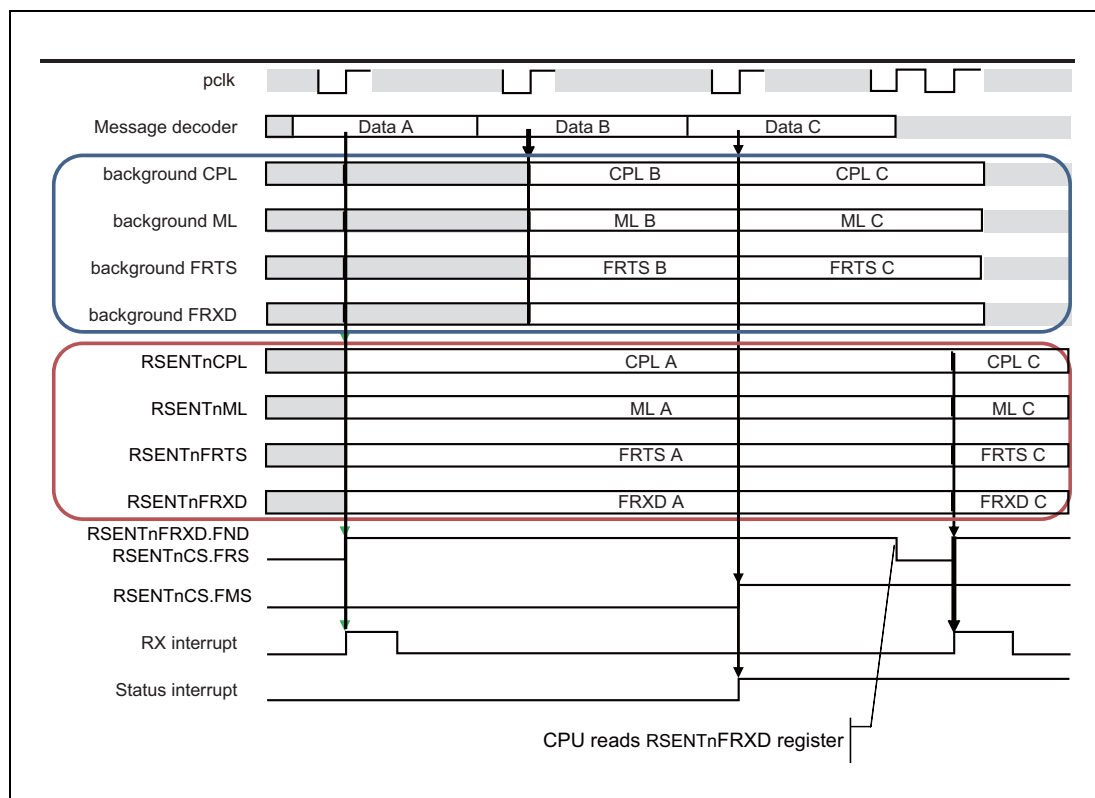 pclk
Message decoder Data A Data B Data C
background CPL CPL B CPL C
background ML ML B ML C
background FRTS FRTS B FRTS C
background FRXD
RSENTnCPL CPL A CPL C
RSENTnML ML A ML C
RSENTnFRTS FRTS A FRTS C
RSENTnFRXD FRXD A FRXD C
RSENTnFRXD.FND
RSENTnCS.FRS
RSENTnCS.FMS
RX interrupt
Status interrupt
CPU reads RSENTnFRXD register